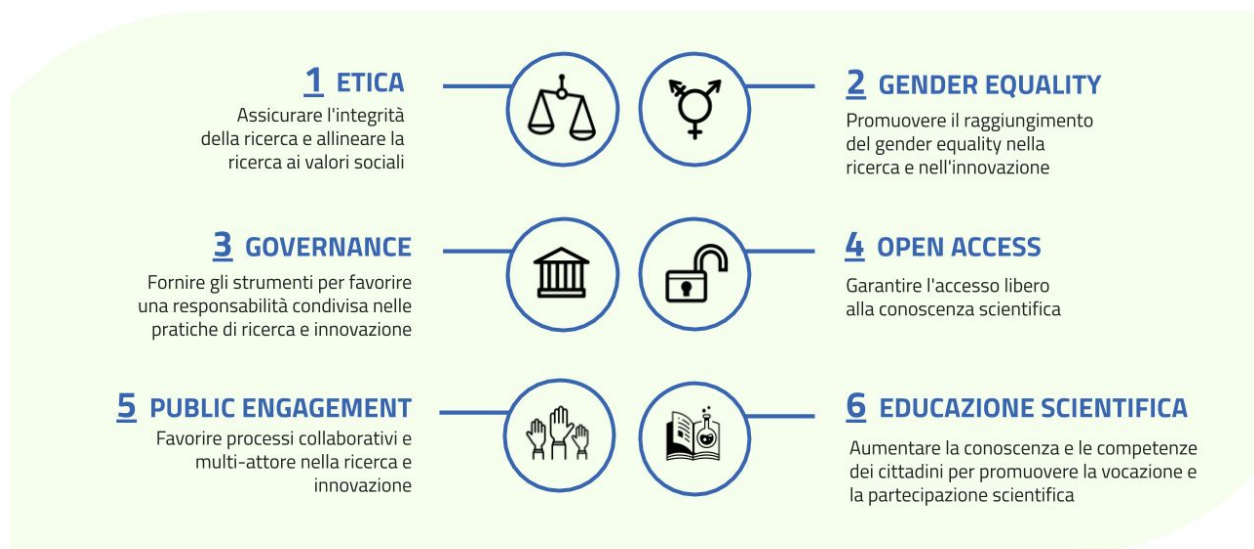 1 ETICA
Assicurare l'integrità
della ricerca e allineare la
ricerca ai valori sociali
2 GENDER EQUALITY
Promuovere il raggiungimento
del gender equality nella
ricerca e nell'innovazione
3 GOVERNANCE
Fornire gli strumenti per favorire
una responsabilità condivisa nelle
pratiche di ricerca e innovazione
4 OPEN ACCESS
Garantire l'accesso libero
alla conoscenza scientifica
5 PUBLIC ENGAGEMENT
Favorire processi collaborativi e
multi-attore nella ricerca e
innovazione
6 EDUCAZIONE SCIENTIFICA
Aumentare la conoscenza e le competenze
dei cittadini per promuovere la vocazione e
la partecipazione scientifica